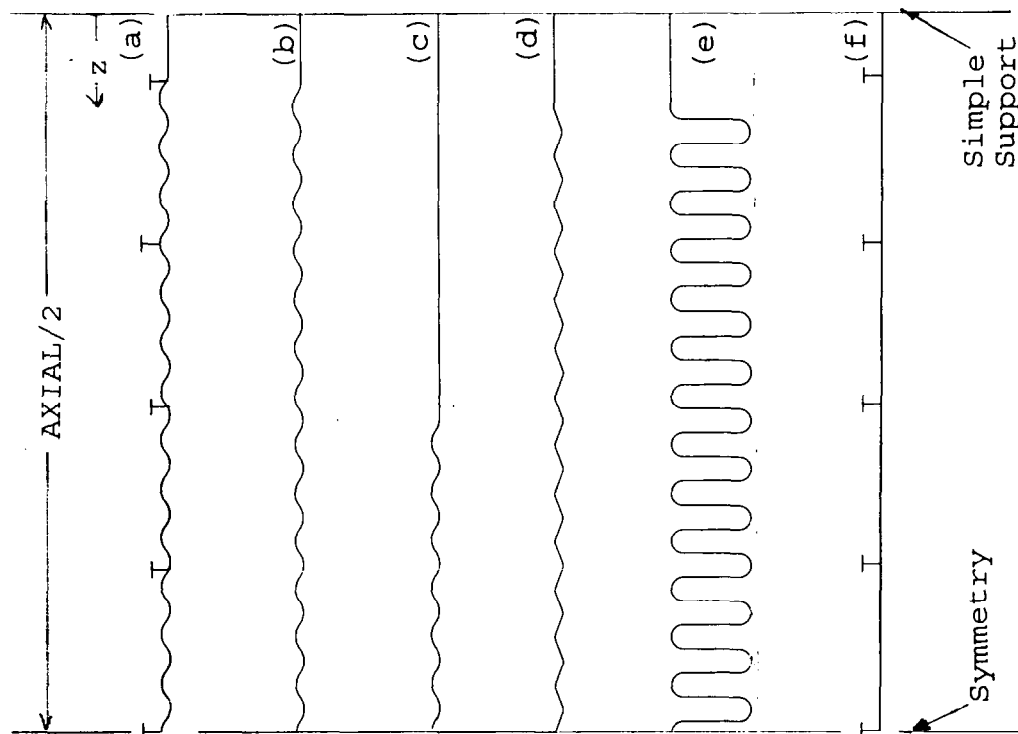 AXIAL/2
z
(a)
(b)
(c)
(d)
(e)
(f)
Symmetry
Simple
Support